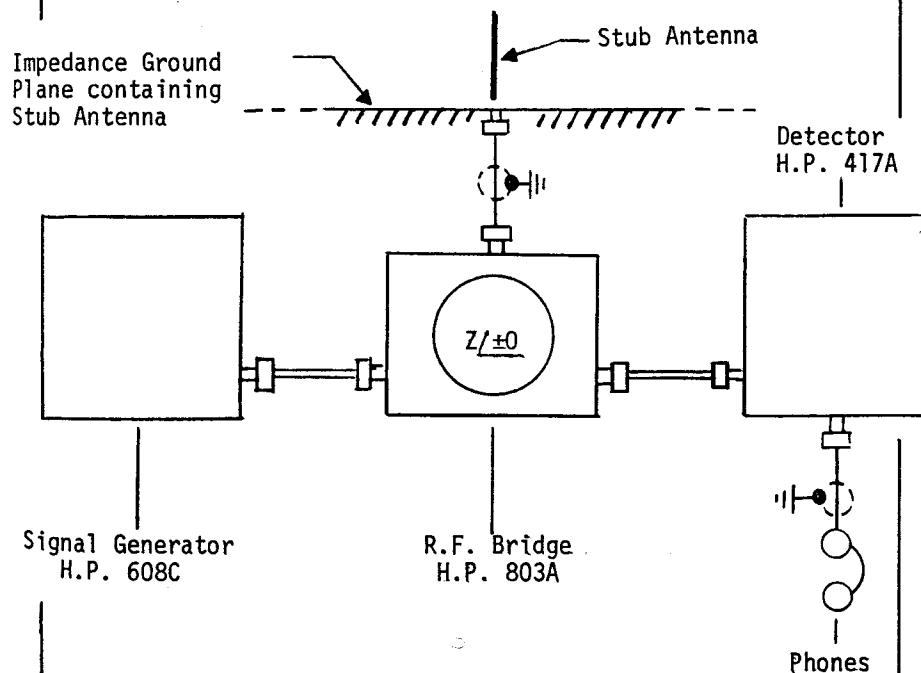 Stub Antenna
Impedance Ground
Plane containing
Stub Antenna
Detector
H.P. 417A
Z/±0
Signal Generator
H.P. 608C
R.F. Bridge
H.P. 803A
Phones